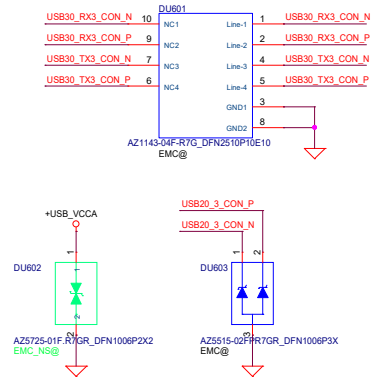 DU601
USB30_RX3_CON_N 10 NC1 Line-1 1 USB30_RX3_CON_N
USB30_RX3_CON_P 9 NC2 Line-2 2 USB30_RX3_CON_P
USB30_TX3_CON_N 7 NC3 Line-3 4 USB30_TX3_CON_N
USB30_TX3_CON_P 6 NC4 Line-4 5 USB30_TX3_CON_P
GND1 3
GND2 8
AZ1143-04F-R7G_DFN2510P10E10
EMC@
+USB_VCCA
USB20_3_CON_P
USB20_3_CON_N
1
1 2
DU602
1
DU603
2
2
3
AZ5725-01F.R7GR_DFN1006P2X2
EMC_NS@
AZ5515-02FPR7GR_DFN1006P3X
EMC@